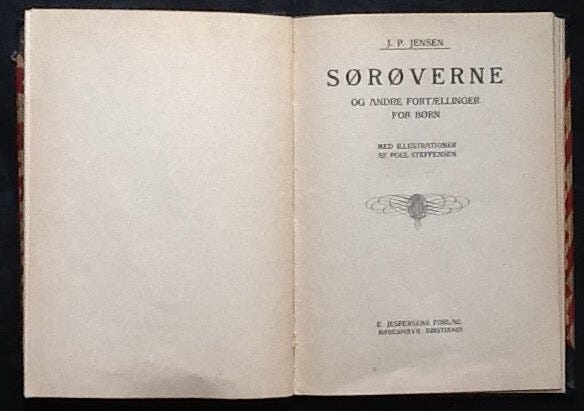 J. P. JENSEN
SØRØVERNE
OG ANDRE FORTÆLLINGER
FOR BØRN
MED ILLUSTRATIONER
AF POUL STEFFENSEN
E. JESPERSENS FORLAG
KØBENHAVN KRISTIANIA